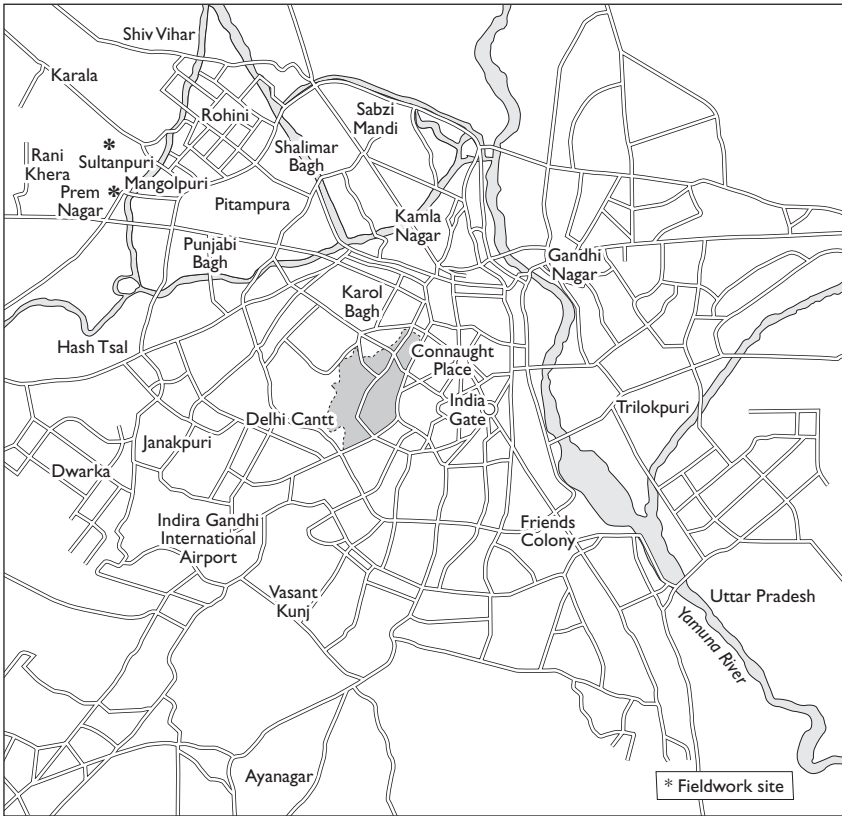 Shiv Vihar
Karala
Rohini
Sabzi
Mandi
Rani
Khera
Sultanpuri
*
Shalimar
Bagh
Prem
Nagar
*
Mangolpuri
Pitampura
Kamla
Nagar
Punjabi
Bagh
Gandhi
Nagar
Karol
Bagh
Hash Tsal
Connaught
Place
India
Gate
Trilokpuri
Delhi Cantt
Janakpuri
Dwarka
Indira Gandhi
International
Airport
Friends
Colony
Vasant
Kunj
Uttar Pradesh
Yamuna River
Ayanagar
* Fieldwork site